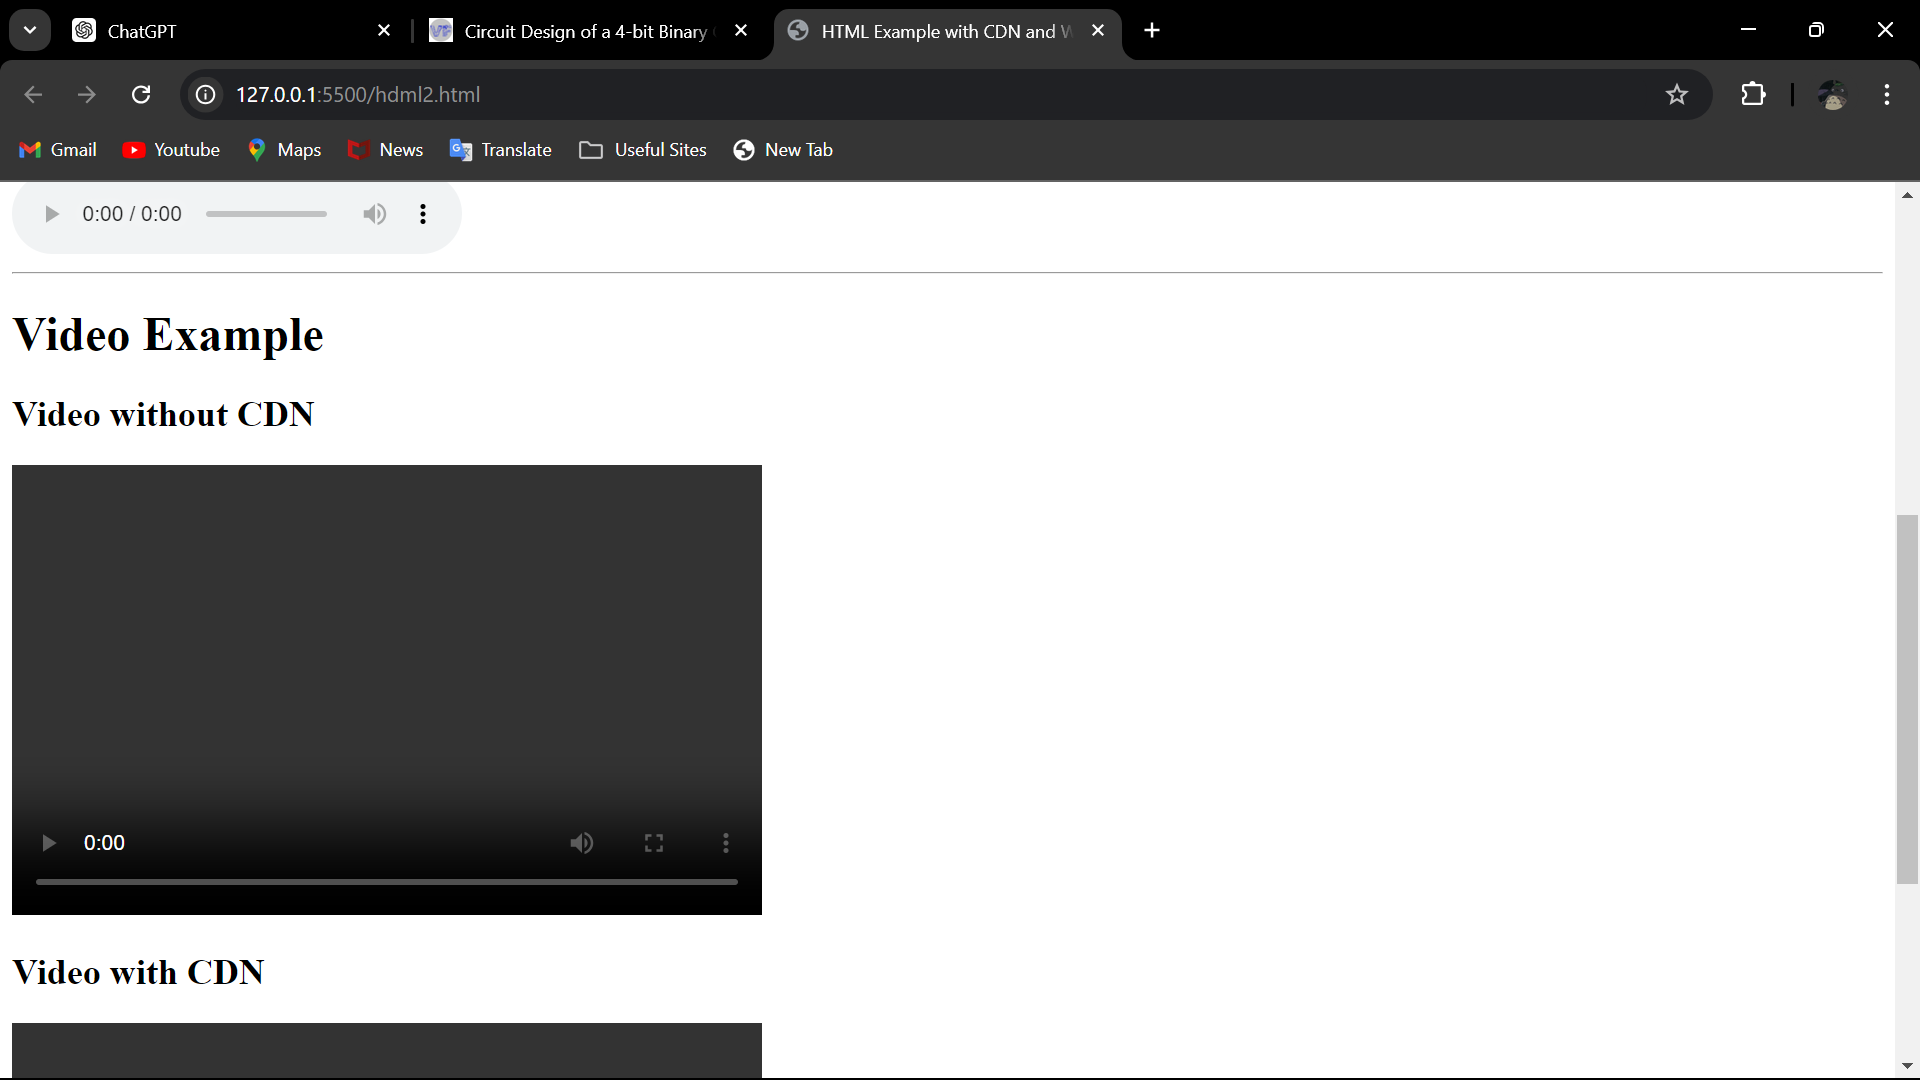 ChatGPT
Circuit Design of a 4-bit Binary
HTML Example with CDN and W
127.0.0.1:5500/hdml2.html
Gmail
Youtube
Maps
News
Translate
Useful Sites
New Tab
0:00 / 0:00
Video Example
Video without CDN
0:00
Video with CDN